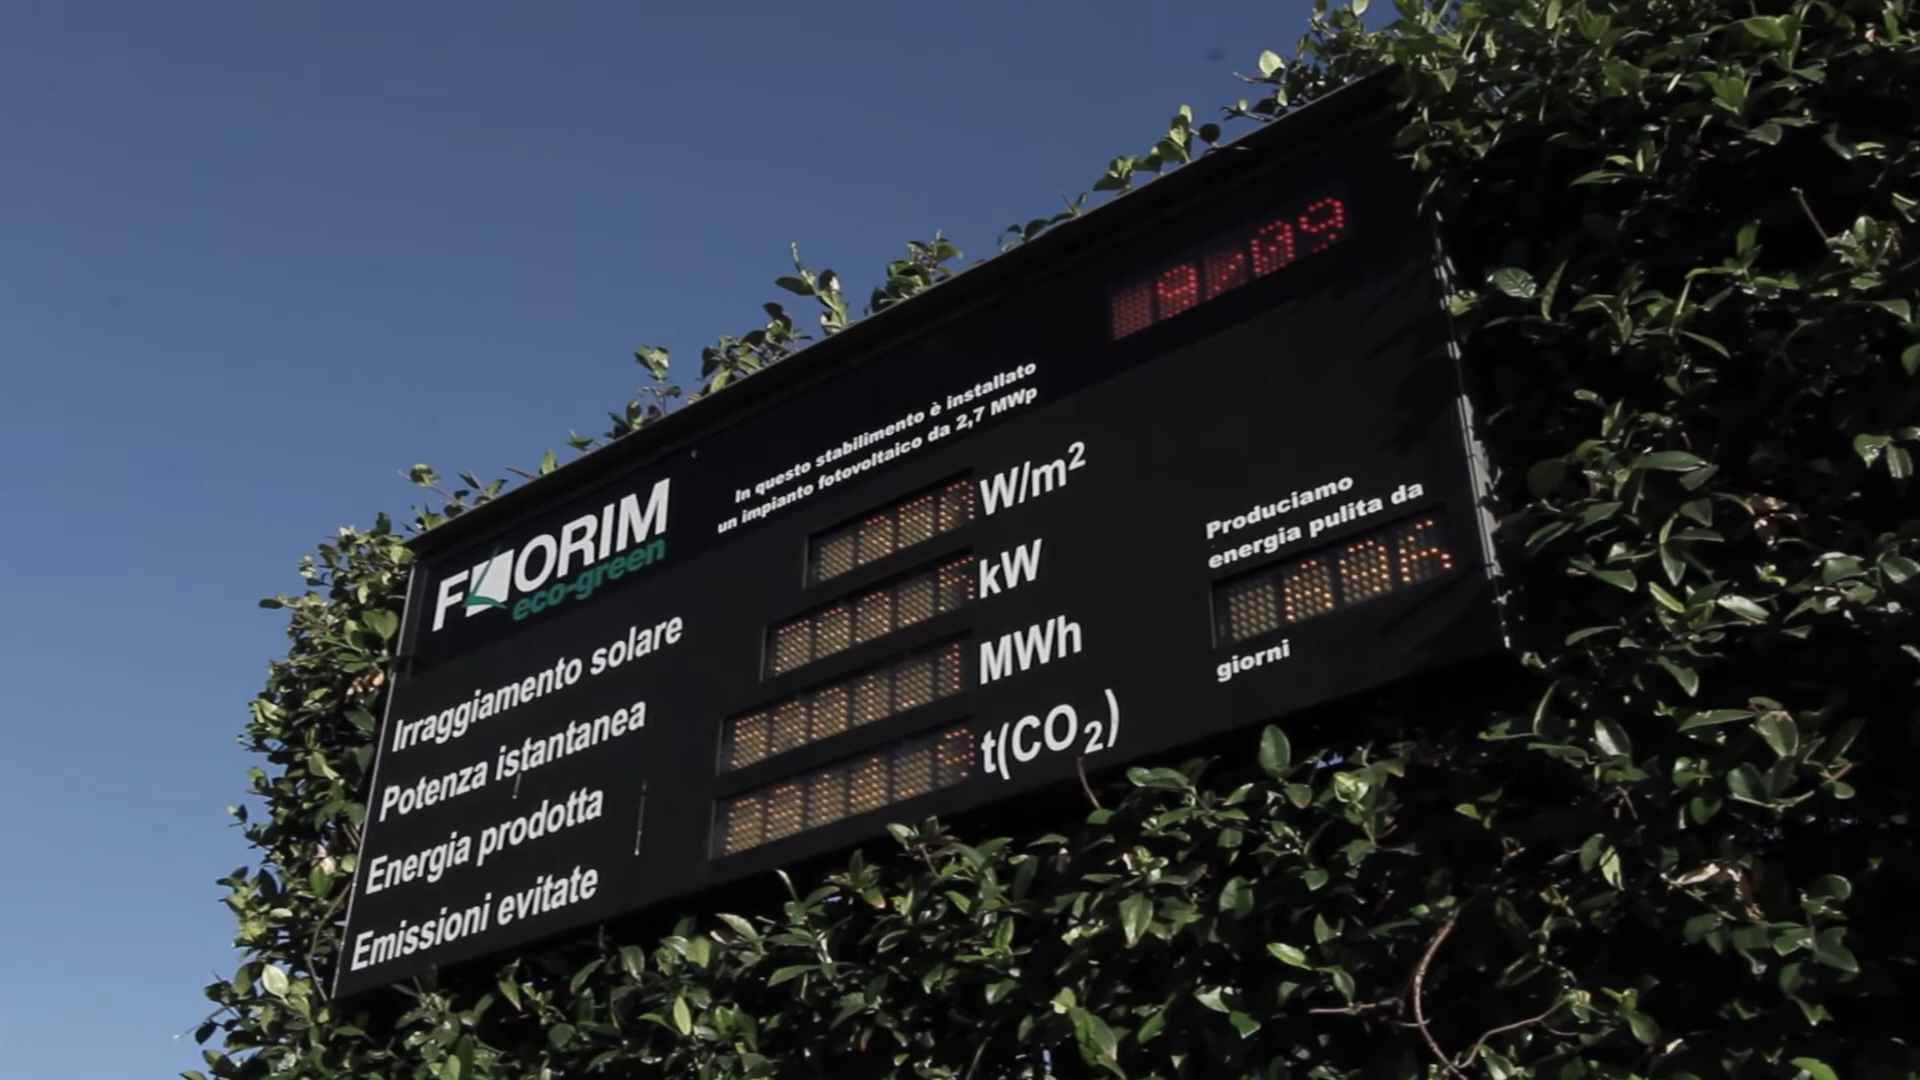 FLORIM
eco-green
In questo stabilimento è installato
un impianto fotovoltaico da 2,7 MWp
Irraggiamento solare
W/m²
Potenza istantanea
kW
Energia prodotta
MWh
Emissioni evitate
t(CO₂)
Produciamo
energia pulita da
giorni